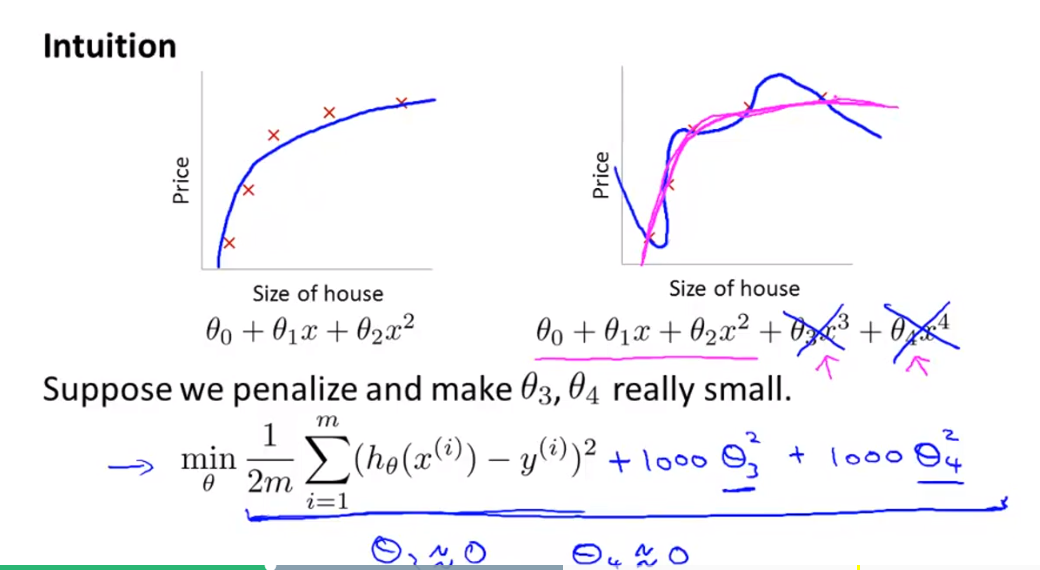 Intuition
Price
Size of house
θ₀ + θ₁x + θ₂x²
Price
Size of house
θ₀ + θ₁x + θ₂x² + θ₃x³ + θ₄x⁴
Suppose we penalize and make θ₃, θ₄ really small.
→ min_θ 1/2m ∑_{i=1}^{m} (h_θ(x⁽ⁱ⁾) − y⁽ⁱ⁾)² + 1000 θ₃² + 1000 θ₄²
θ₃ ≈ 0 θ₄ ≈ 0